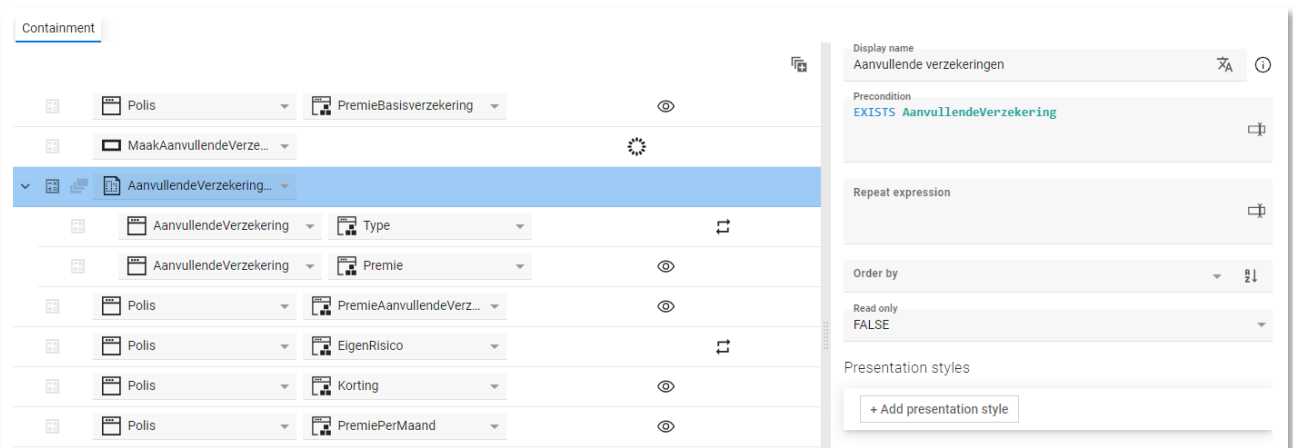 Containment
Polis PremieBasisverzekering
MaakAanvullendeVerze...
AanvullendeVerzekering...
AanvullendeVerzekering Type
AanvullendeVerzekering Premie
Polis PremieAanvullendeVerz...
Polis EigenRisico
Polis Korting
Polis PremiePerMaand
Display name
Aanvullende verzekeringen
Precondition
EXISTS AanvullendeVerzekering
Repeat expression
Order by
Read only
FALSE
Presentation styles
+ Add presentation style